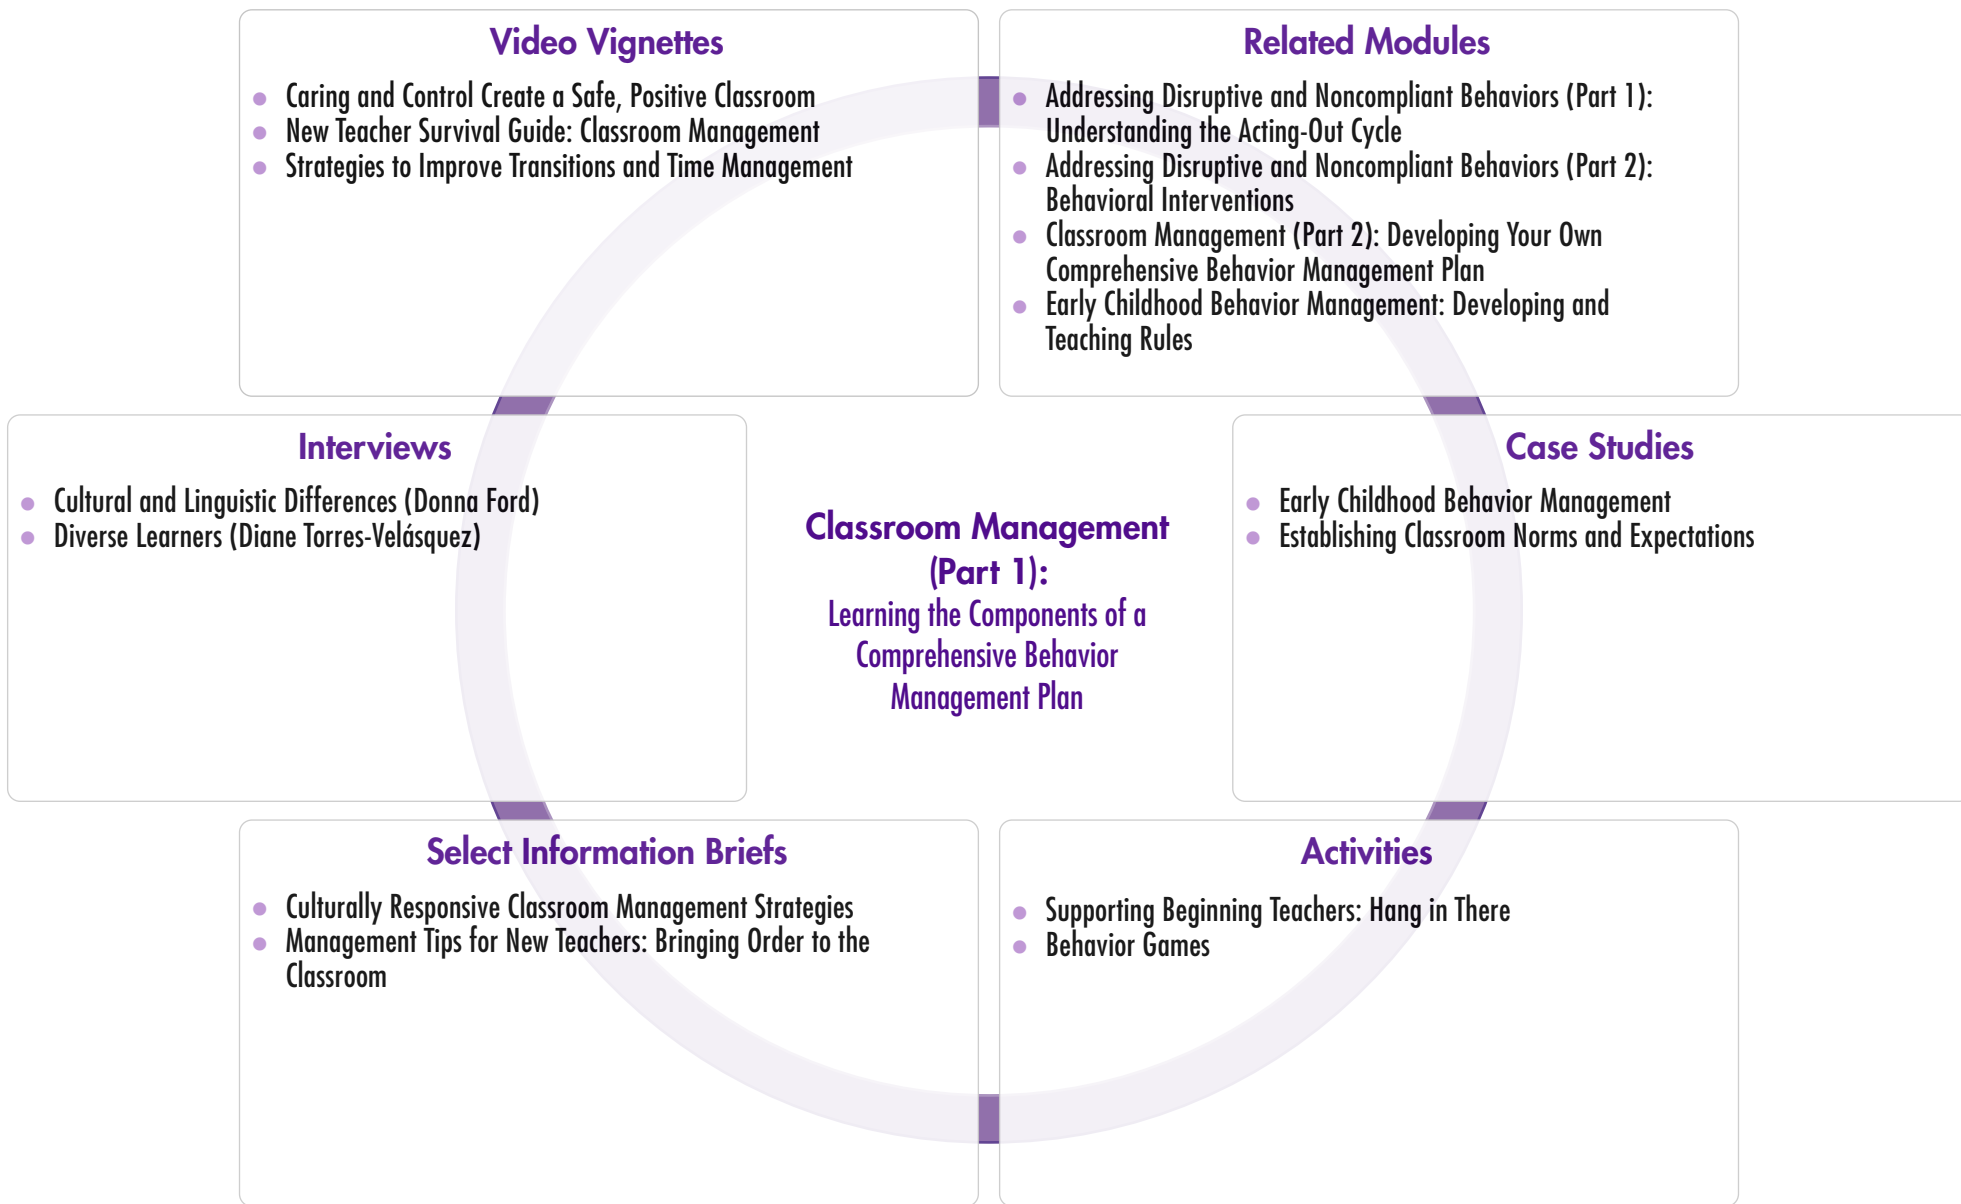 Video Vignettes
Caring and Control Create a Safe, Positive Classroom
New Teacher Survival Guide: Classroom Management
Strategies to Improve Transitions and Time Management
Related Modules
Addressing Disruptive and Noncompliant Behaviors (Part 1):
Understanding the Acting-Out Cycle
Addressing Disruptive and Noncompliant Behaviors (Part 2):
Behavioral Interventions
Classroom Management (Part 2): Developing Your Own
Comprehensive Behavior Management Plan
Early Childhood Behavior Management: Developing and
Teaching Rules
Interviews
Cultural and Linguistic Differences (Donna Ford)
Diverse Learners (Diane Torres-Velásquez)
Classroom Management
(Part 1):
Learning the Components of a
Comprehensive Behavior
Management Plan
Case Studies
Early Childhood Behavior Management
Establishing Classroom Norms and Expectations
Select Information Briefs
Culturally Responsive Classroom Management Strategies
Management Tips for New Teachers: Bringing Order to the
Classroom
Activities
Supporting Beginning Teachers: Hang in There
Behavior Games